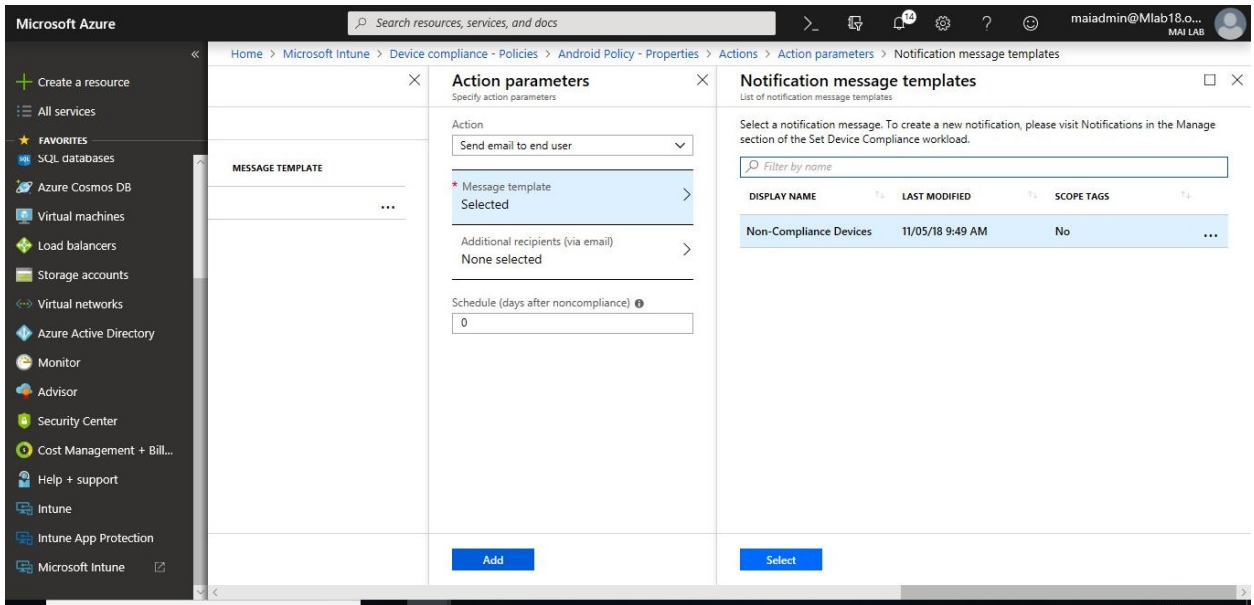 Microsoft Azure
Search resources, services, and docs
14
maiadmin@Mlab18.o...
MAI LAB
Home > Microsoft Intune > Device compliance - Policies > Android Policy - Properties > Actions > Action parameters > Notification message templates
Create a resource
All services
FAVORITES
SQL databases
Azure Cosmos DB
Virtual machines
Load balancers
Storage accounts
Virtual networks
Azure Active Directory
Monitor
Advisor
Security Center
Cost Management + Bill...
Help + support
Intune
Intune App Protection
Microsoft Intune
MESSAGE TEMPLATE
...
Action parameters
Specify action parameters
Action
Send email to end user
* Message template
Selected
Additional recipients (via email)
None selected
Schedule (days after noncompliance)
0
Add
Notification message templates
List of notification message templates
Select a notification message. To create a new notification, please visit Notifications in the Manage
section of the Set Device Compliance workload.
Filter by name
DISPLAY NAME LAST MODIFIED SCOPE TAGS
Non-Compliance Devices 11/05/18 9:49 AM No ...
Select